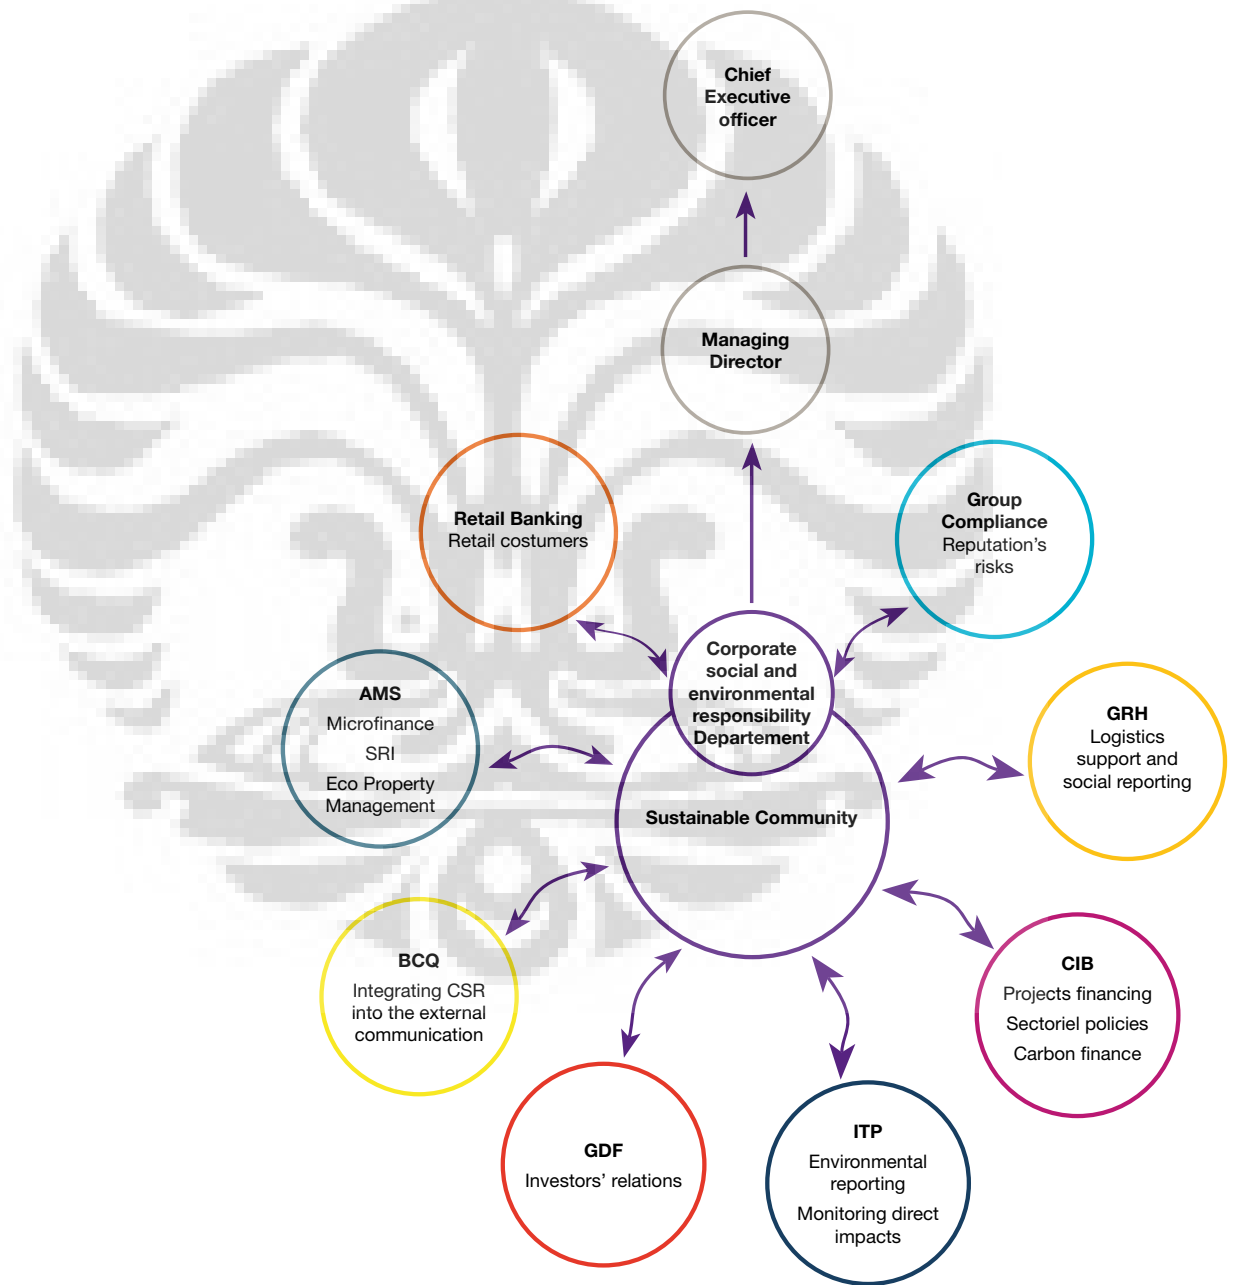 Chief
Executive
officer
Managing
Director
Retail Banking
Retail costumers
Group
Compliance
Reputation’s
risks
Corporate
social and
environmental
responsibility
Departement
AMS
Microfinance
SRI
Eco Property
Management
GRH
Logistics
support and
social reporting
Sustainable Community
BCQ
Integrating CSR
into the external
communication
CIB
Projects financing
Sectoriel policies
Carbon finance
GDF
Investors’ relations
ITP
Environmental
reporting
Monitoring direct
impacts